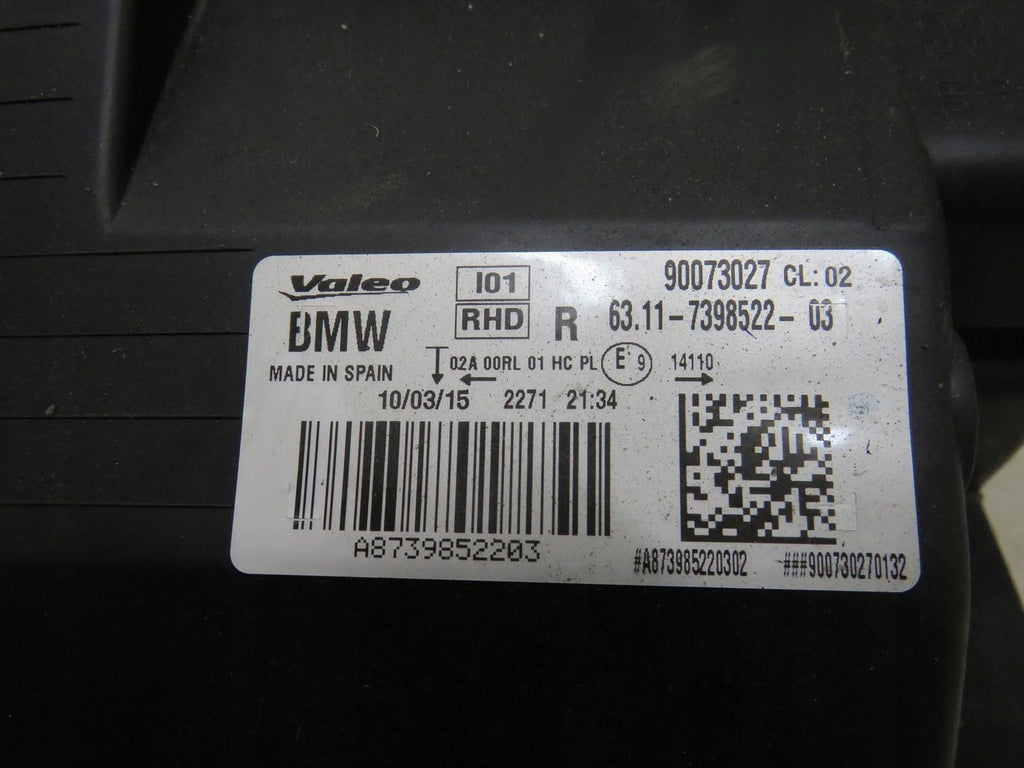 Valeo I01 90073027 CL: 02
BMW RHD R 63.11-7398522-03
MADE IN SPAIN 02A 00RL 01 HC PL E 9 14110
10/03/15 2271 21:34
A8739852203
#A873985220302 ###900730270132